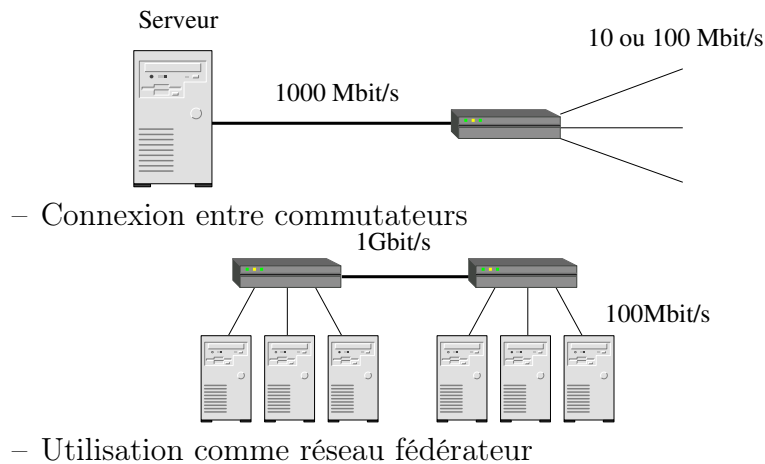 Serveur
10 ou 100 Mbit/s
1000 Mbit/s
– Connexion entre commutateurs
1Gbit/s
100Mbit/s
– Utilisation comme réseau fédérateur